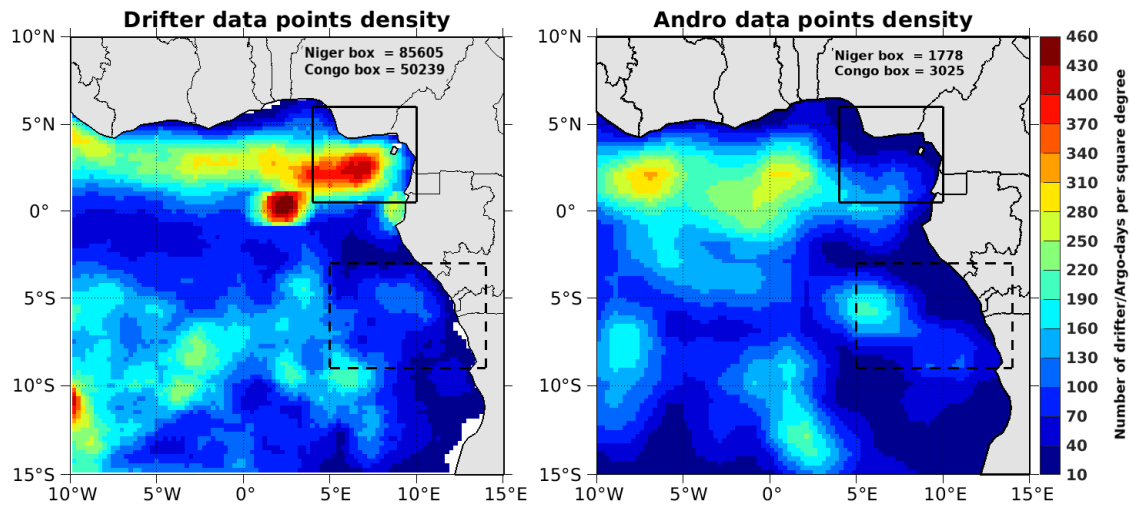 Drifter data points density
Andro data points density
10°N
5°N
0°
5°S
10°S
15°S
10°W
5°W
0°
5°E
10°E
15°E
Niger box = 85605
Congo box = 50239
10°N
5°N
0°
5°S
10°S
15°S
10°W
5°W
0°
5°E
10°E
15°E
Niger box = 1778
Congo box = 3025
460
430
400
370
340
310
280
250
220
190
160
130
100
70
40
10
Number of drifter/Argo-days per square degree